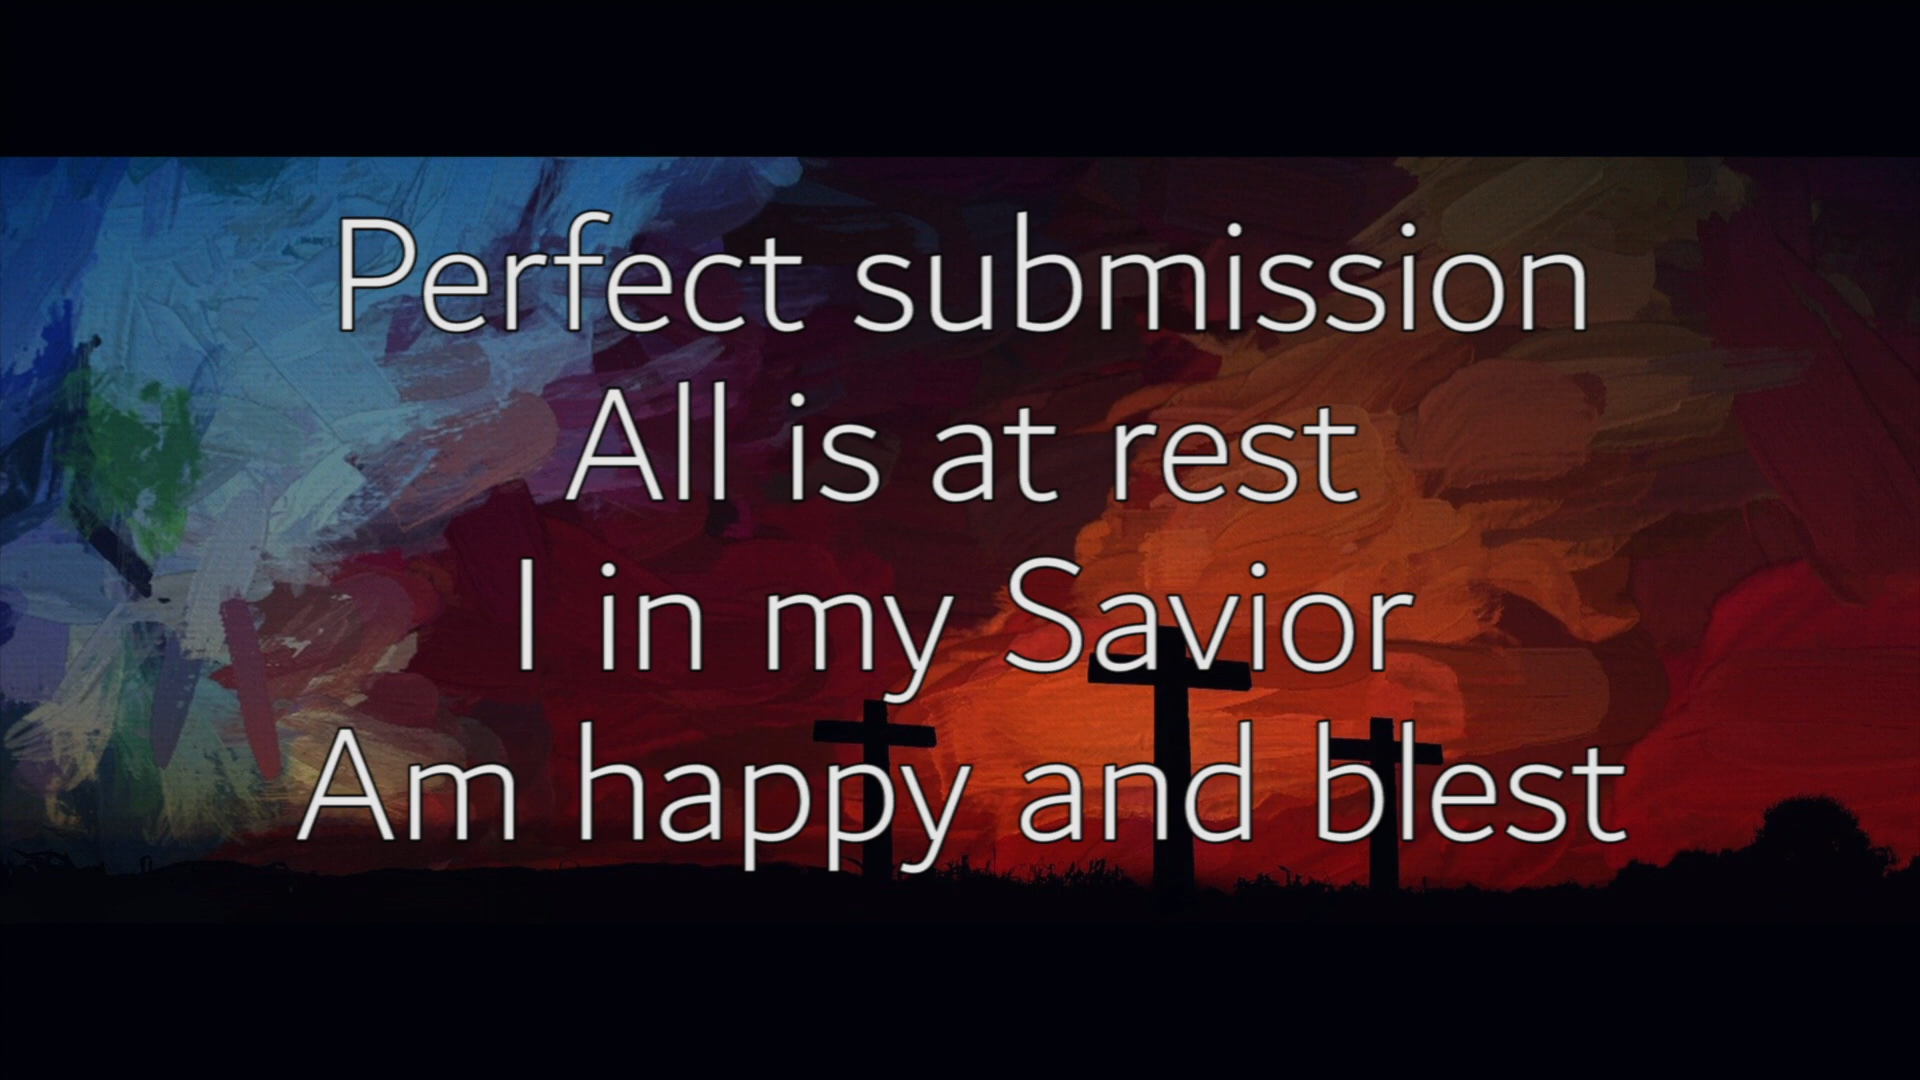 Perfect submission
All is at rest
I in my Savior
Am happy and blest